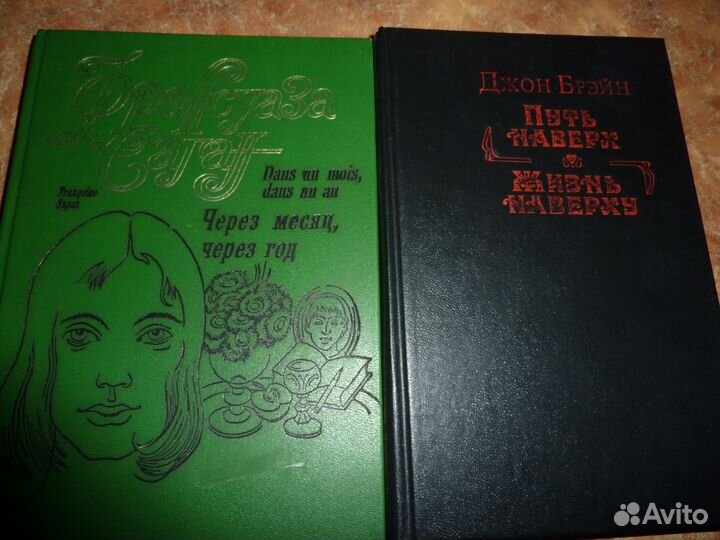 Франсуаза
Саган
Françoise
Sagan
Dans un mois,
dans un an
Через месяц,
через год
Джон Брэйн
Путь
наверх
Жизнь
наверху
Avito